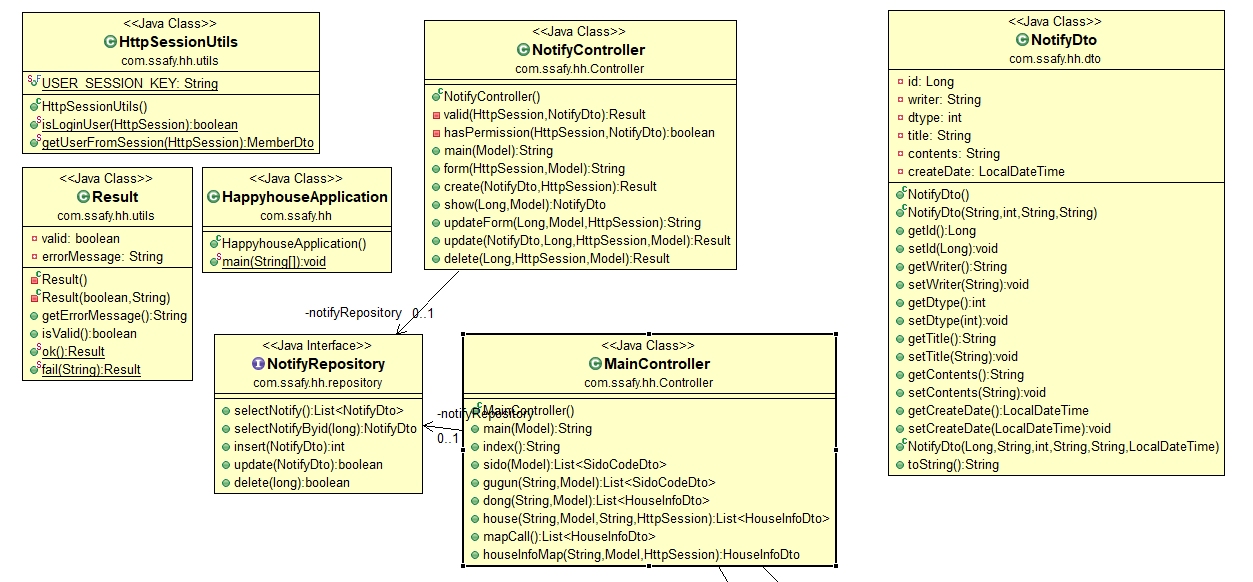 <<Java Class>>
HttpSessionUtils
com.ssafy.hh.utils
USER_SESSION_KEY: String
HttpSessionUtils()
isLoginUser(HttpSession):boolean
getUserFromSession(HttpSession):MemberDto
<<Java Class>>
Result
com.ssafy.hh.utils
valid: boolean
errorMessage: String
Result()
Result(boolean,String)
getErrorMessage():String
isValid():boolean
ok():Result
fail(String):Result
<<Java Class>>
HappyhouseApplication
com.ssafy.hh
HappyhouseApplication()
main(String[]):void
<<Java Class>>
NotifyController
com.ssafy.hh.Controller
NotifyController()
valid(HttpSession,NotifyDto):Result
hasPermission(HttpSession,NotifyDto):boolean
main(Model):String
form(HttpSession,Model):String
create(NotifyDto,HttpSession):Result
show(Long,Model):NotifyDto
updateForm(Long,Model,HttpSession):String
update(NotifyDto,Long,HttpSession,Model):Result
delete(Long,HttpSession,Model):Result
-notifyRepository
0..1
<<Java Interface>>
NotifyRepository
com.ssafy.hh.repository
selectNotify():List<NotifyDto>
selectNotifyByid(long):NotifyDto
insert(NotifyDto):int
update(NotifyDto):boolean
delete(long):boolean
-notifyRepository
0..1
<<Java Class>>
MainController
com.ssafy.hh.Controller
MainController()
main(Model):String
index():String
sido(Model):List<SidoCodeDto>
gugun(String,Model):List<SidoCodeDto>
dong(String,Model):List<HouseInfoDto>
house(String,Model,String,HttpSession):List<HouseInfoDto>
mapCall():List<HouseInfoDto>
houseInfoMap(String,Model,HttpSession):HouseInfoDto
<<Java Class>>
NotifyDto
com.ssafy.hh.dto
id: Long
writer: String
dtype: int
title: String
contents: String
createDate: LocalDateTime
NotifyDto()
NotifyDto(String,int,String,String)
getId():Long
setId(Long):void
getWriter():String
setWriter(String):void
getDtype():int
setDtype(int):void
getTitle():String
setTitle(String):void
getContents():String
setContents(String):void
getCreateDate():LocalDateTime
setCreateDate(LocalDateTime):void
NotifyDto(Long,String,int,String,String,LocalDateTime)
toString():String